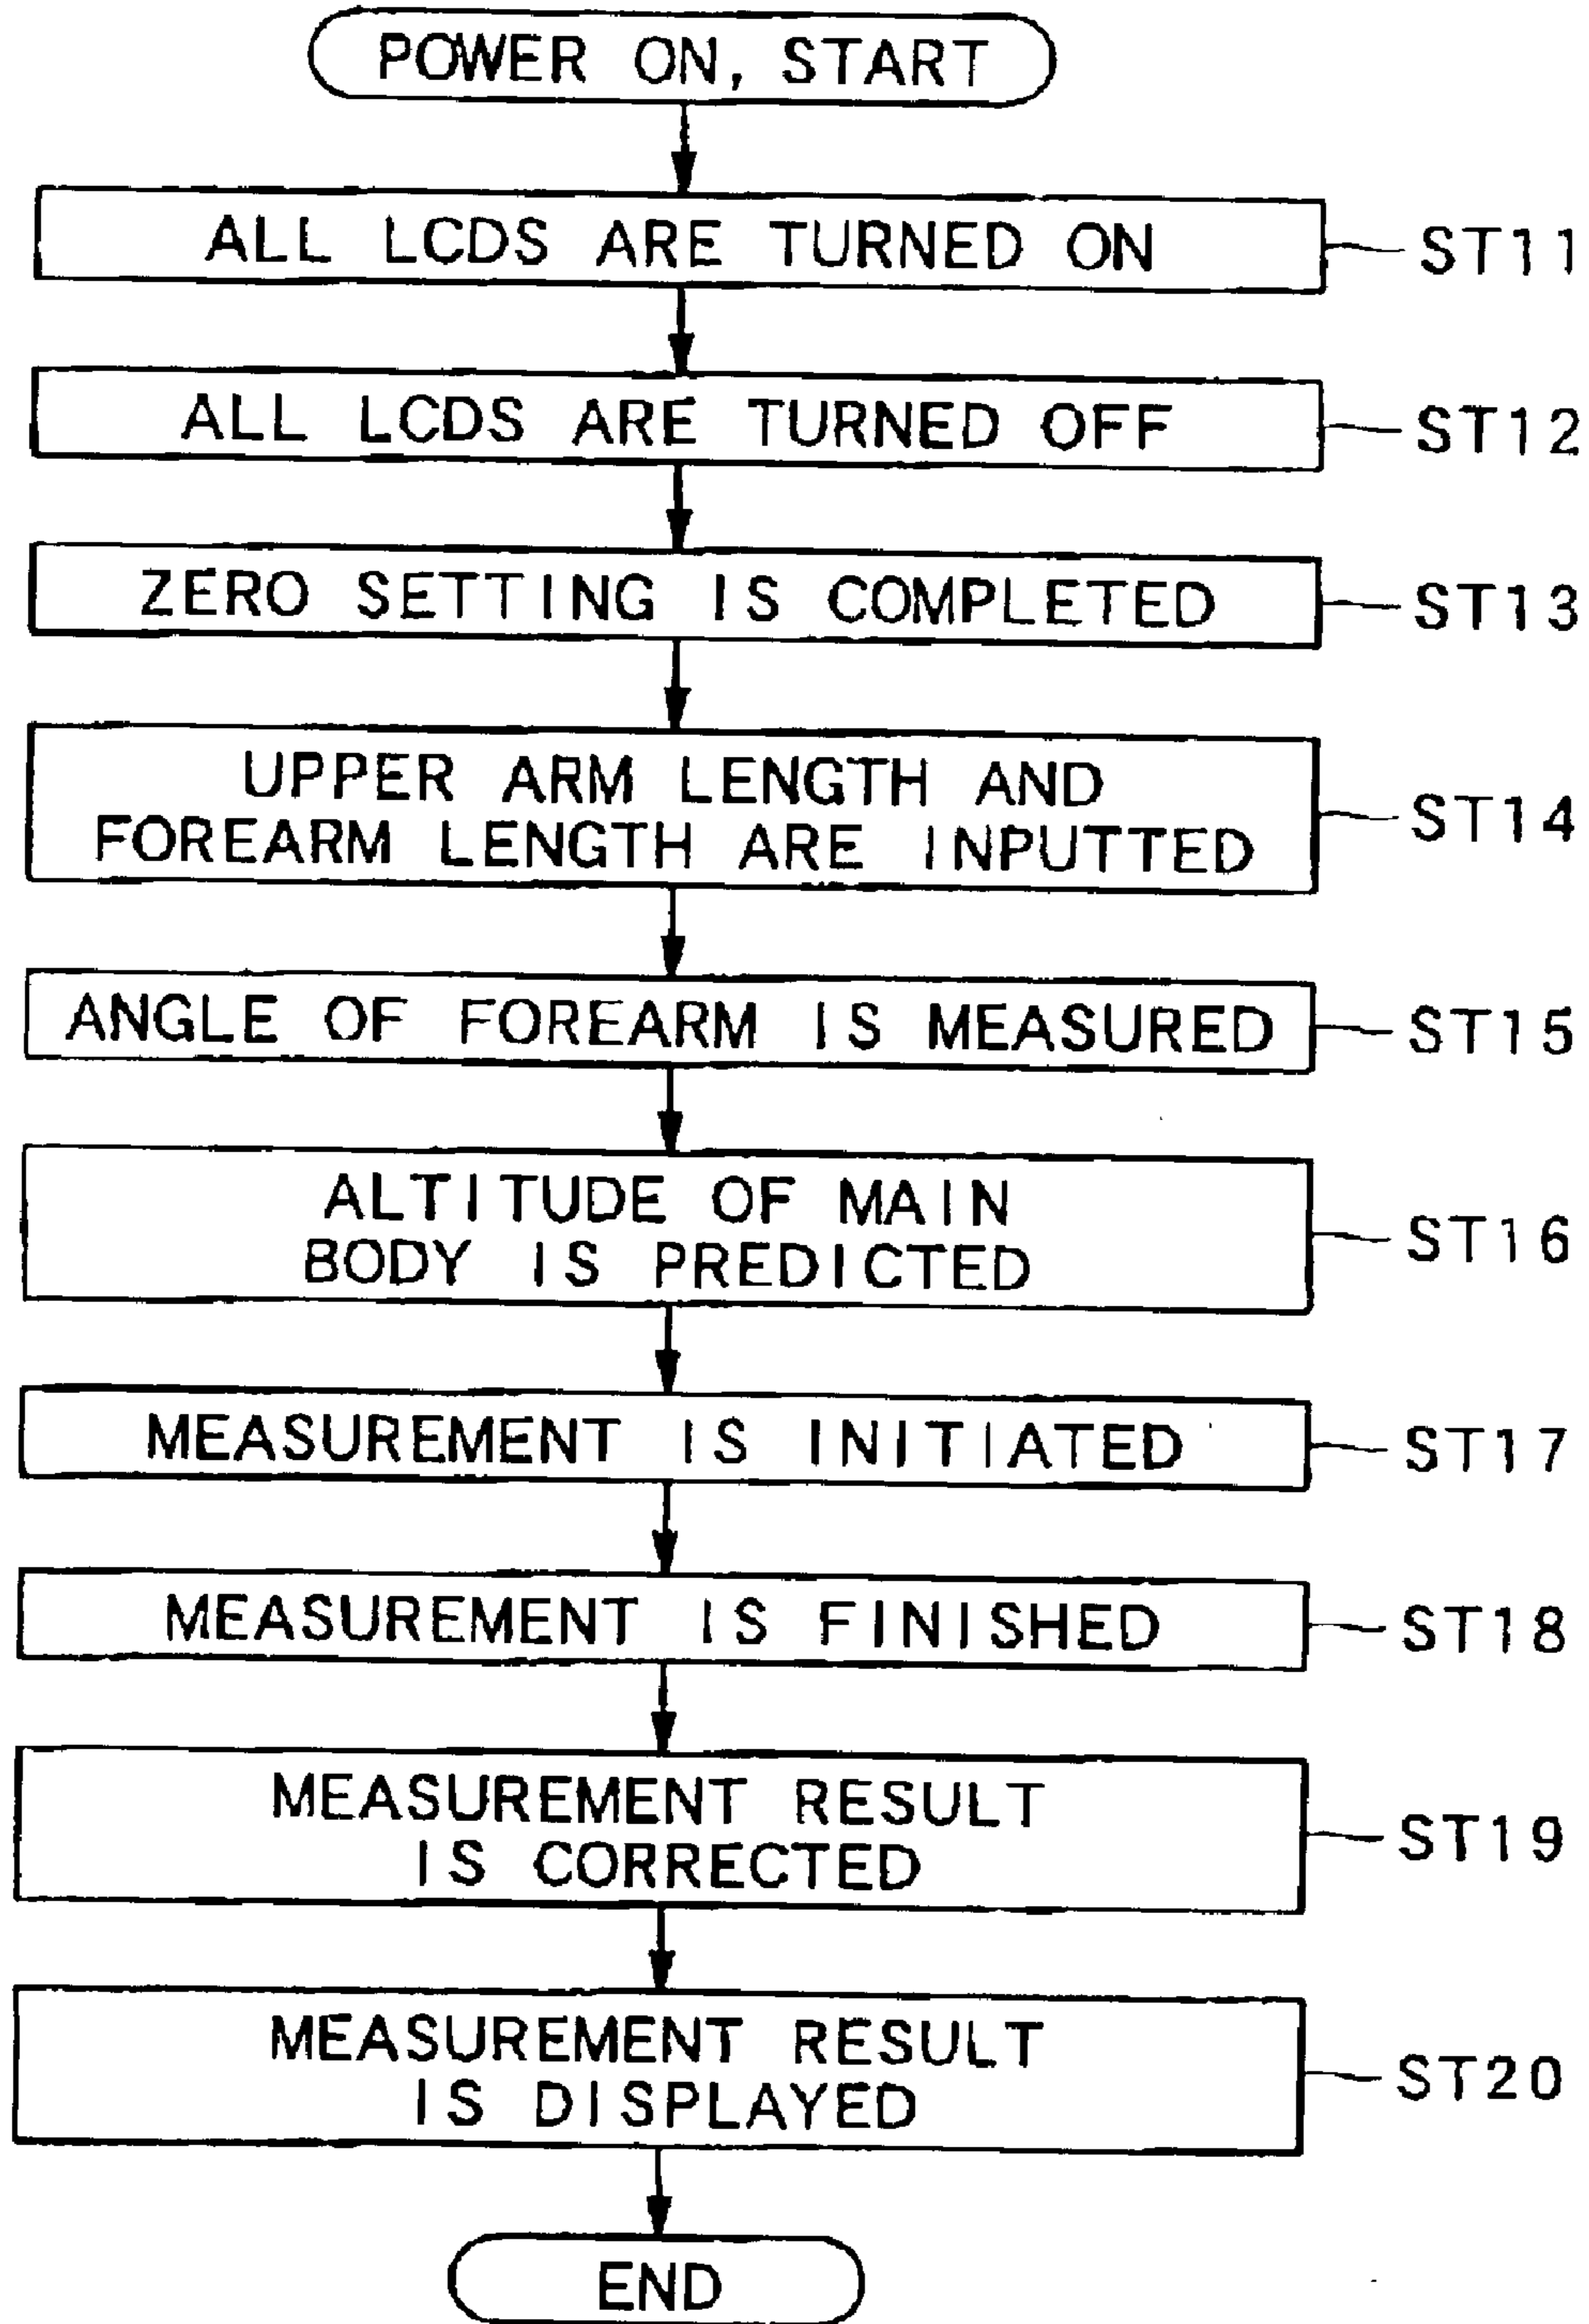 POWER ON, START
ALL LCDS ARE TURNED ON
ST11
ALL LCDS ARE TURNED OFF
ST12
ZERO SETTING IS COMPLETED
ST13
UPPER ARM LENGTH AND
FOREARM LENGTH ARE INPUTTED
ST14
ANGLE OF FOREARM IS MEASURED
ST15
ALTITUDE OF MAIN
BODY IS PREDICTED
ST16
MEASUREMENT IS INITIATED
ST17
MEASUREMENT IS FINISHED
ST18
MEASUREMENT RESULT
IS CORRECTED
ST19
MEASUREMENT RESULT
IS DISPLAYED
ST20
END